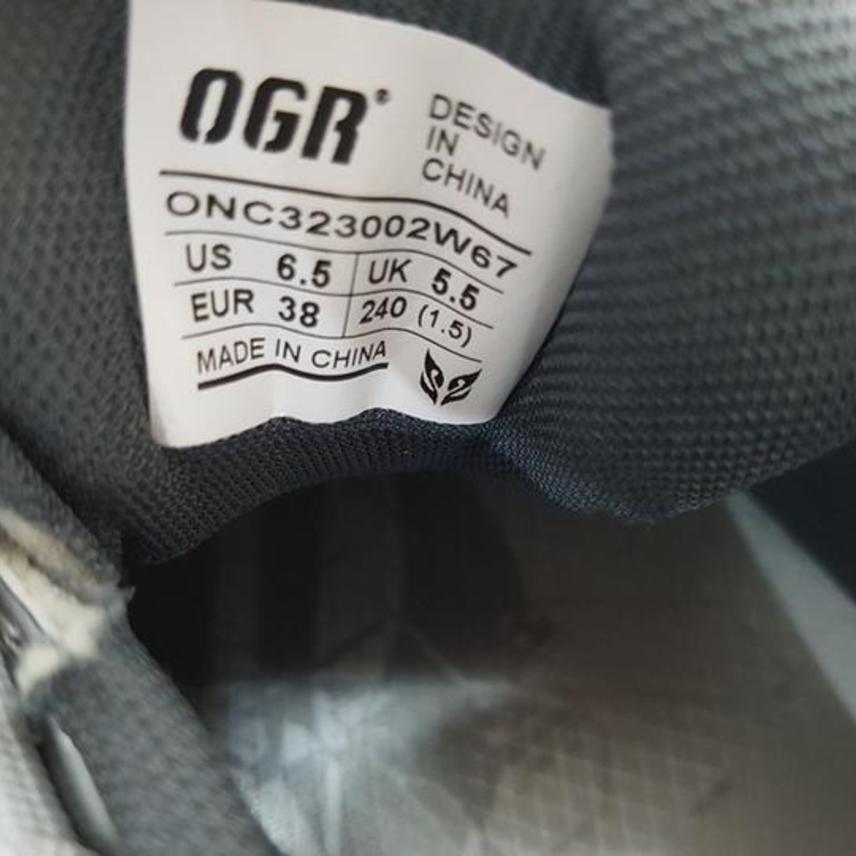 OGR®
DESIGN
IN
CHINA
ONC323002W67
US 6.5 UK 5.5
EUR 38 240 (1.5)
MADE IN CHINA